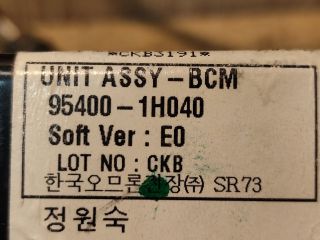 *CKB3191*
UNIT ASSY-BCM
95400-1H040
Soft Ver : E0
LOT NO : CKB
한국오므론전장㈜ SR73
정원숙